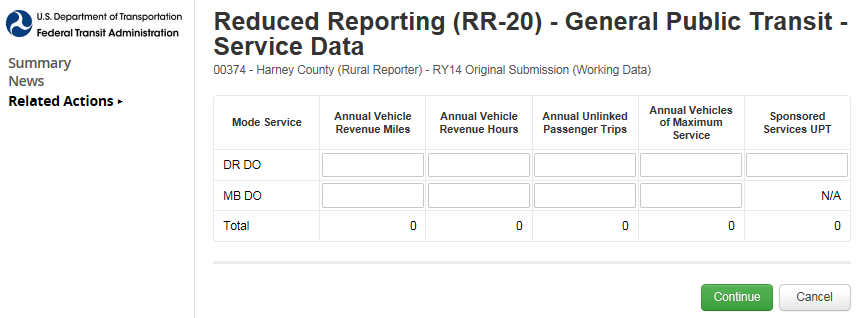 U.S. Department of Transportation
Federal Transit Administration
Summary
News
Related Actions ▸
Reduced Reporting (RR-20) - General Public Transit -
Service Data
00374 - Harney County (Rural Reporter) - RY14 Original Submission (Working Data)
Mode Service
Annual Vehicle
Revenue Miles
Annual Vehicle
Revenue Hours
Annual Unlinked
Passenger Trips
Annual Vehicles
of Maximum
Service
Sponsored
Services UPT
DR DO
MB DO N/A
Total 0 0 0 0 0
Continue Cancel